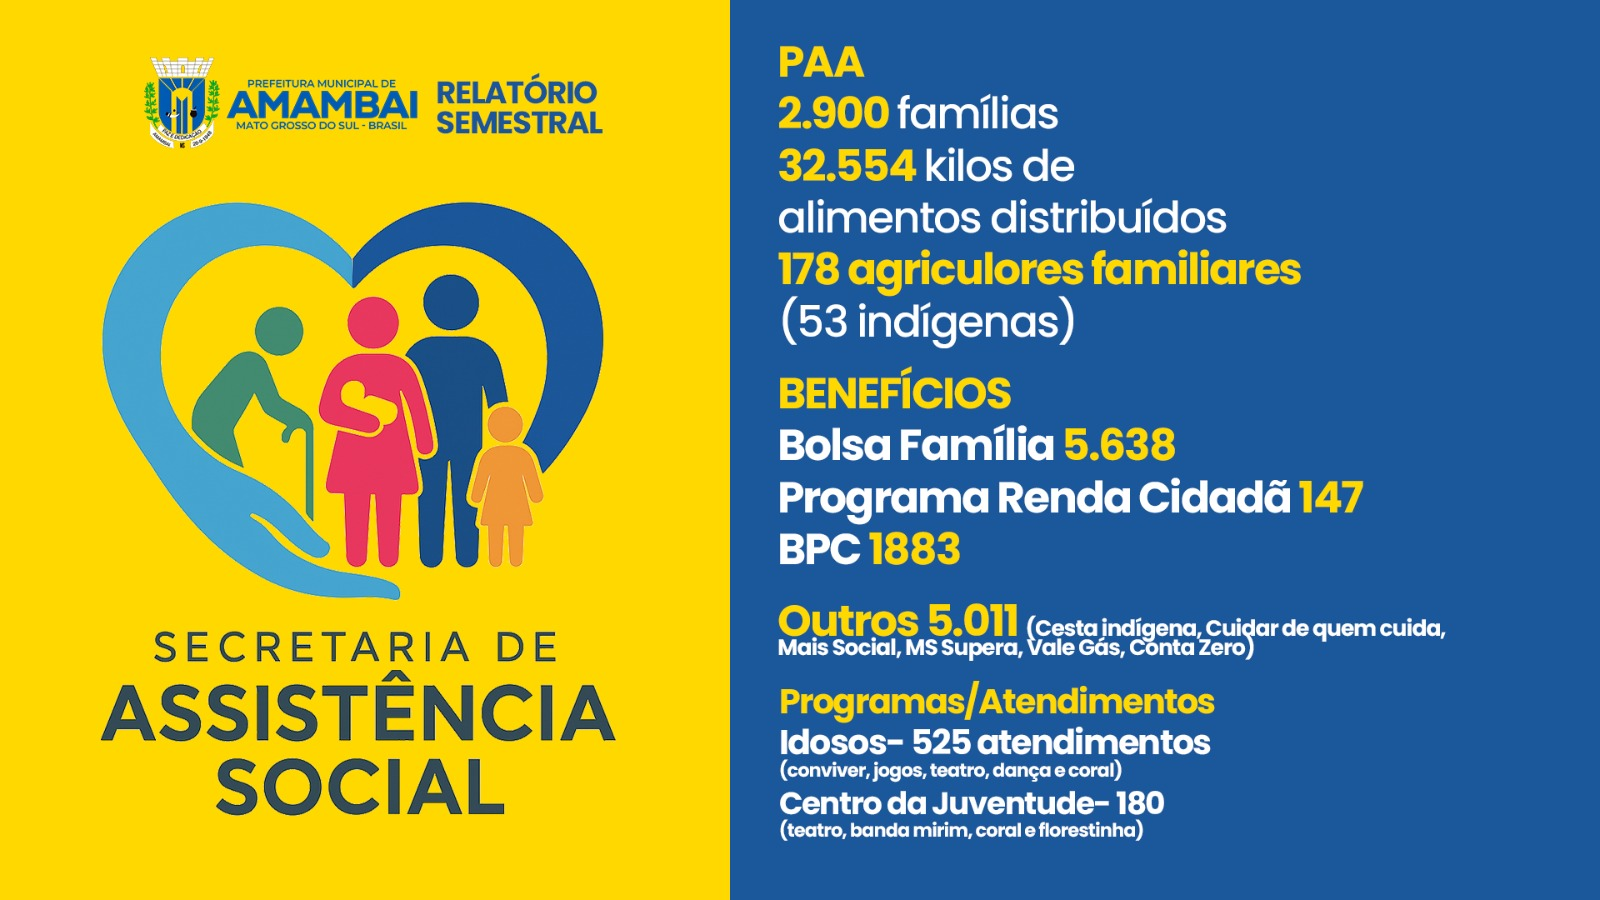 PREFEITURA MUNICIPAL DE
AMAMBAI
MATO GROSSO DO SUL - BRASIL
RELATÓRIO
SEMESTRAL
SECRETARIA DE
ASSISTÊNCIA
SOCIAL
PAA
2.900 famílias
32.554 kilos de
alimentos distribuídos
178 agriculores familiares
(53 indígenas)
BENEFÍCIOS
Bolsa Família 5.638
Programa Renda Cidadã 147
BPC 1883
Outros 5.011 (Cesta indígena, Cuidar de quem cuida,
Mais Social, MS Supera, Vale Gás, Conta Zero)
Programas/Atendimentos
Idosos- 525 atendimentos
(conviver, jogos, teatro, dança e coral)
Centro da Juventude- 180
(teatro, banda mirim, coral e florestinha)